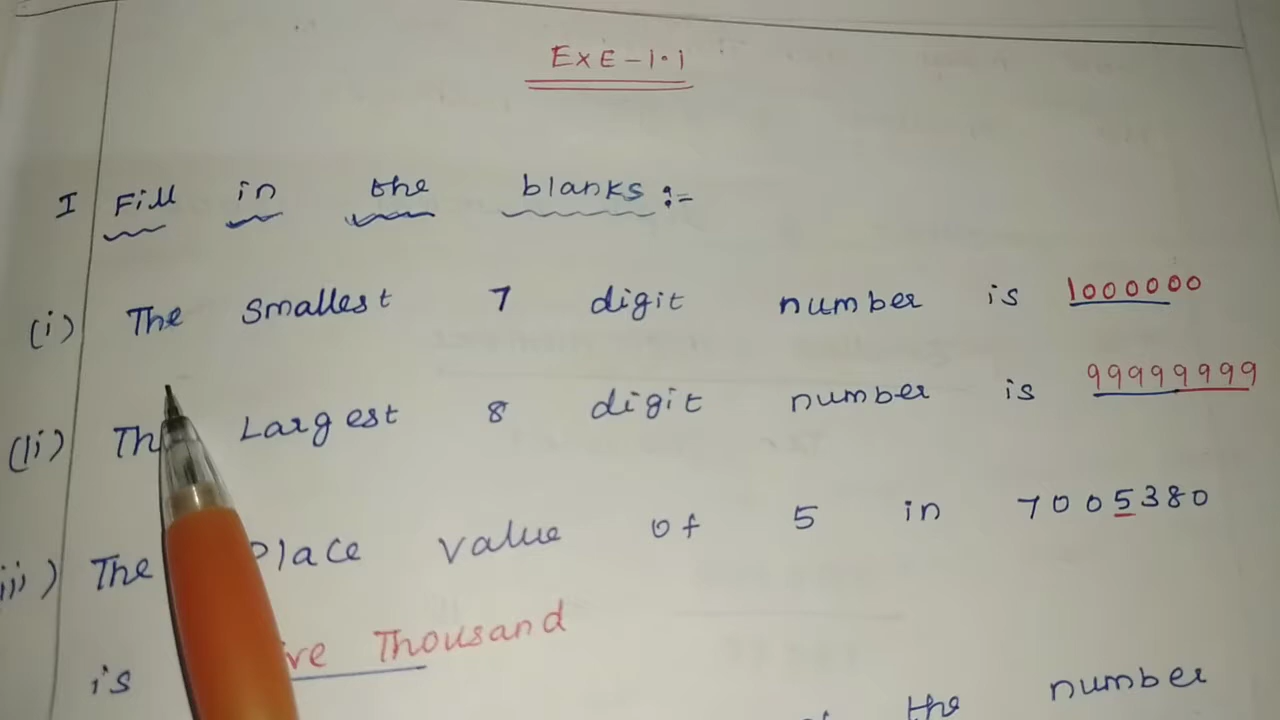 EXE-1.1
I Fill in the blanks :-
(i) The Smallest 7 digit number is 1000000
(ii) The Largest 8 digit number is 99999999
iii) The Place value of 5 in 7005380
is Thousand
the number